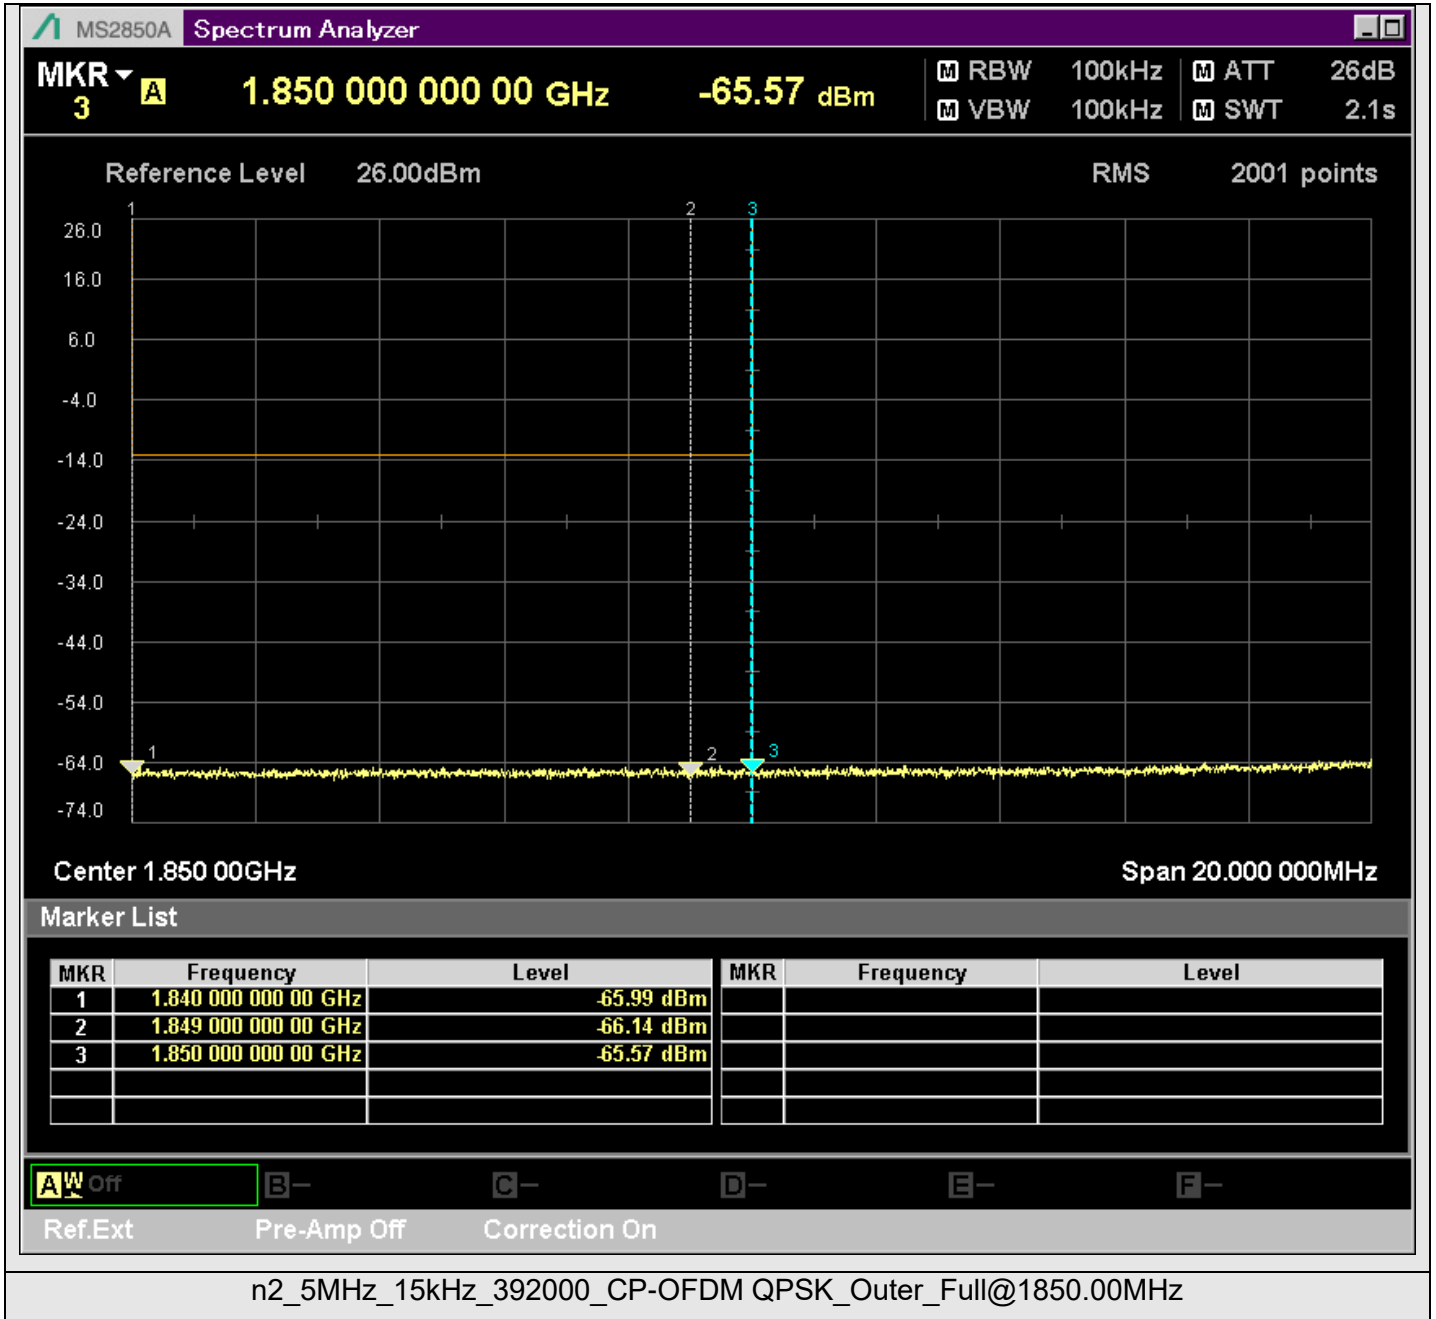 MS2850A Spectrum Analyzer
MKR A 1.850 000 000 00 GHz -65.57 dBm M RBW 100kHz M ATT 26dB
3 M VBW 100kHz M SWT 2.1s
Reference Level 26.00dBm RMS 2001 points
1 2 3
26.0
16.0
6.0
-4.0
-14.0
-24.0
-34.0
-44.0
-54.0
1 2 3
-64.0
-74.0
Center 1.850 00GHz Span 20.000 000MHz
Marker List
MKR Frequency Level MKR Frequency Level
1 1.840 000 000 00 GHz -65.99 dBm
2 1.849 000 000 00 GHz -66.14 dBm
3 1.850 000 000 00 GHz -65.57 dBm
A W Off B– C– D– E– F–
Ref.Ext Pre-Amp Off Correction On
n2_5MHz_15kHz_392000_CP-OFDM QPSK_Outer_Full@1850.00MHz